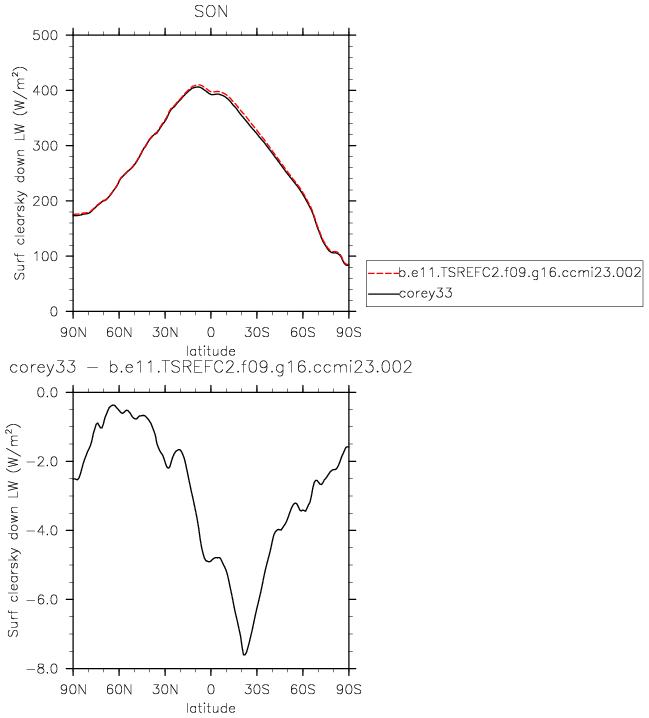 SON
Surf clearsky down LW (W/m²)
500
400
300
200
100
0
90N 60N 30N 0 30S 60S 90S
latitude
b.e11.TSREFC2.f09.g16.ccmi23.002
corey33
corey33 − b.e11.TSREFC2.f09.g16.ccmi23.002
Surf clearsky down LW (W/m²)
0.0
−2.0
−4.0
−6.0
−8.0
90N 60N 30N 0 30S 60S 90S
latitude